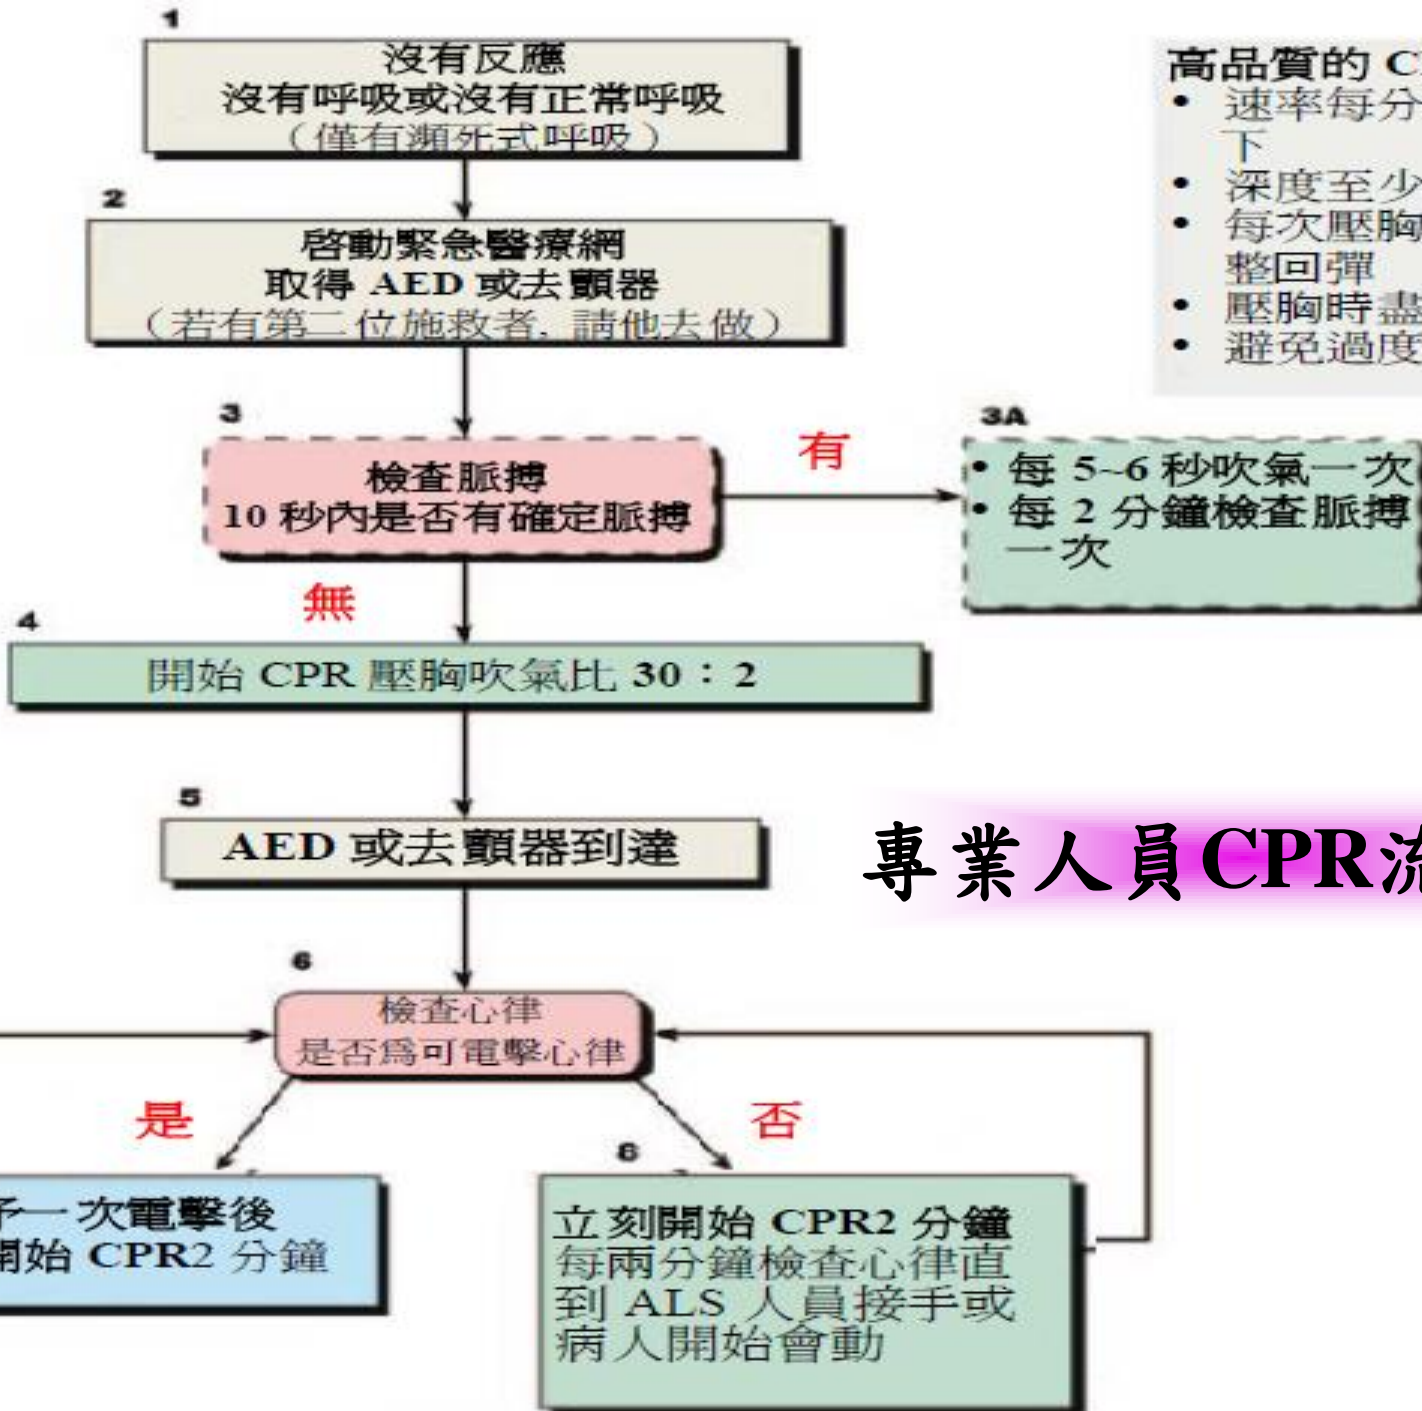 1
沒有反應
沒有呼吸或沒有正常呼吸
（僅有瀕死式呼吸）
高品質的 C
• 速率每分
下
• 深度至少
• 每次壓胸
整回彈
• 壓胸時盡
• 避免過度
2
啓動緊急醫療網
取得 AED 或去顫器
（若有第二位施救者, 請他去做）
3
檢查脈搏
10 秒內是否有確定脈搏
有
3A
• 每 5~6 秒吹氣一次
• 每 2 分鐘檢查脈搏
一次
無
4
開始 CPR 壓胸吹氣比 30：2
5
AED 或去顫器到達
專業人員CPR流
6
檢查心律
是否爲可電擊心律
是
否
一次電擊後
開始 CPR2 分鐘
8
立刻開始 CPR2 分鐘
每兩分鐘檢查心律直
到 ALS 人員接手或
病人開始會動